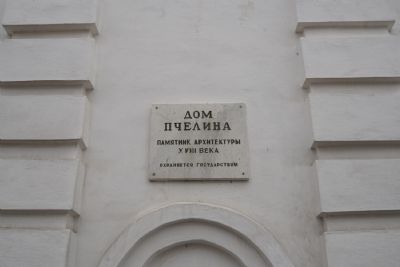 ДОМ
ПЧЕЛИНА
ПАМЯТНИК АРХИТЕКТУРЫ
XVIII ВЕКА
ОХРАНЯЕТСЯ ГОСУДАРСТВОМ